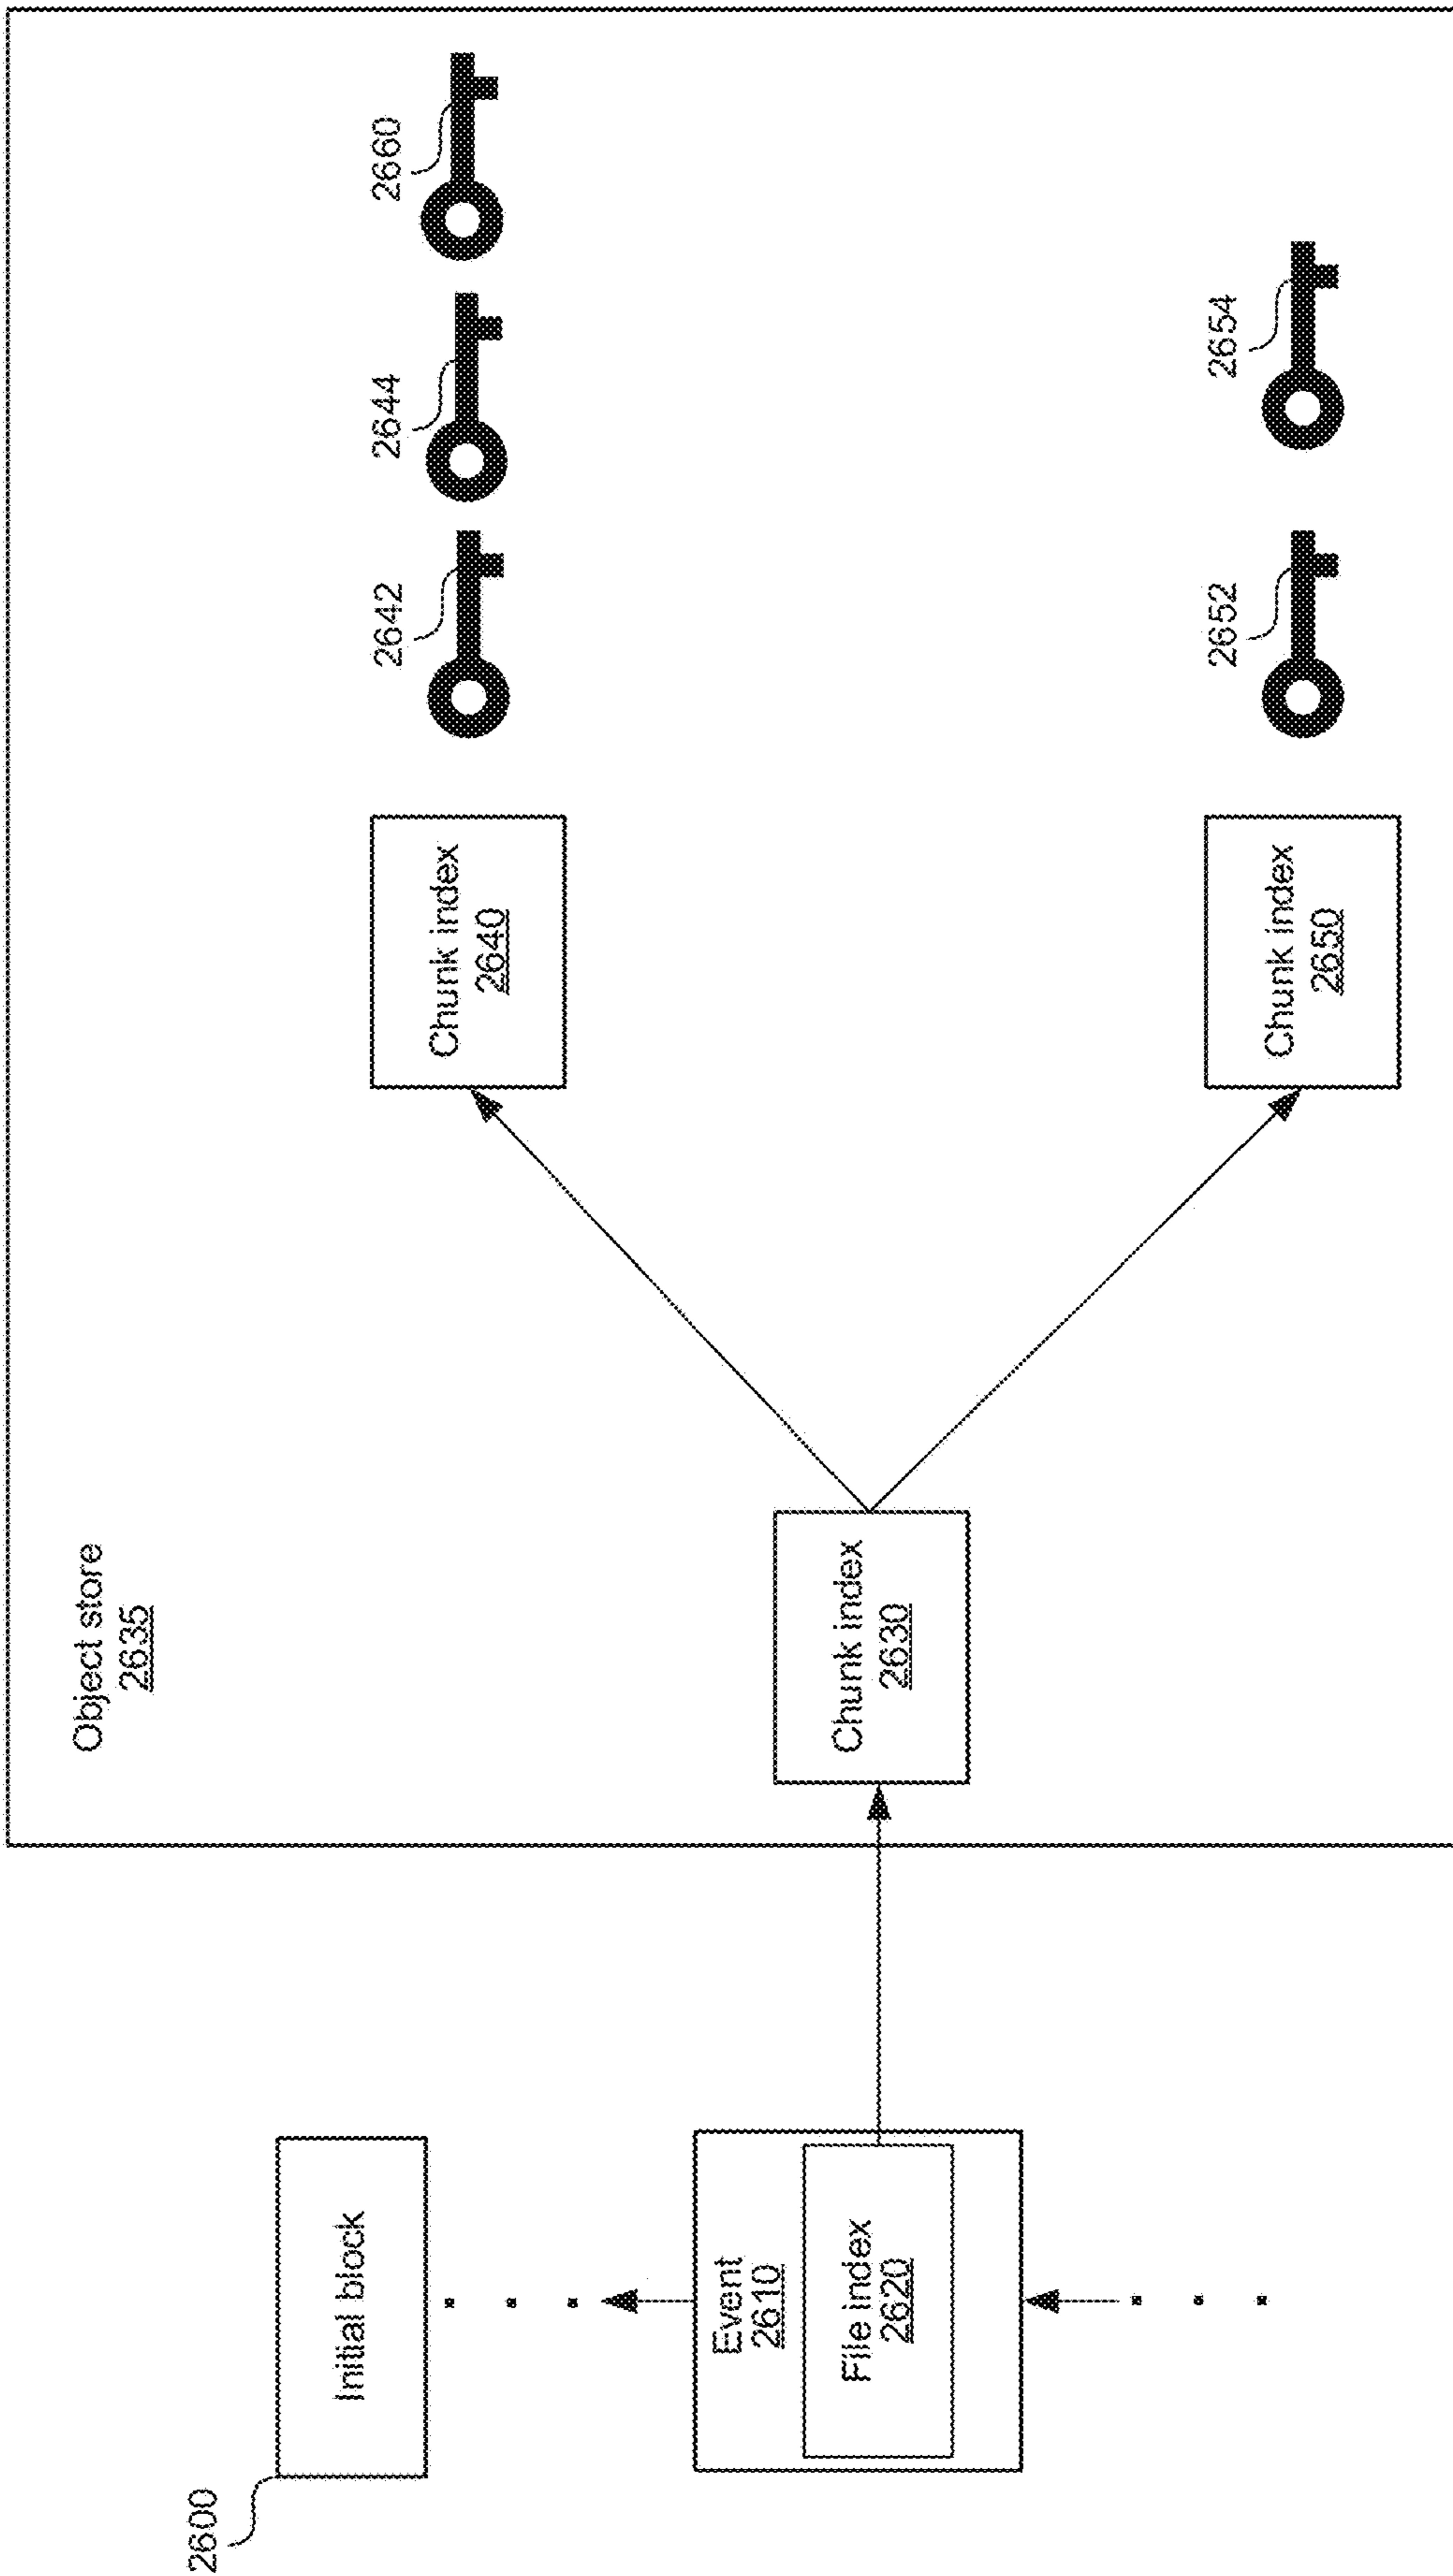 2600
Initial block
Event
2610
File index
2620
Object store
2635
Chunk index
2630
Chunk index
2640
2642
2644
2660
Chunk index
2650
2652
2654